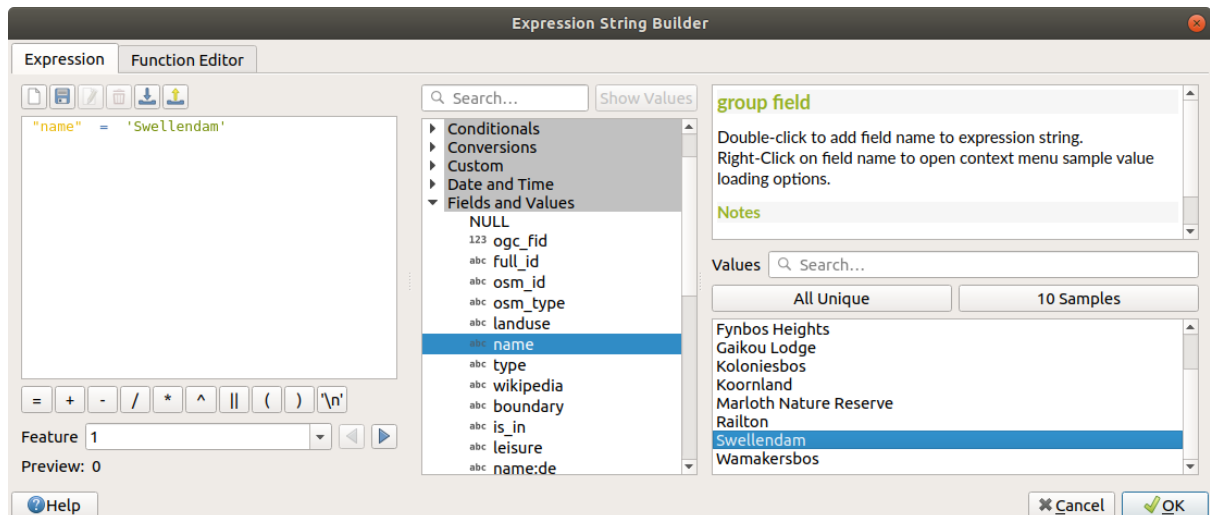 Expression String Builder
Expression
Function Editor
"name" = 'Swellendam'
= + - / * ^ || ( ) '\n'
Feature 1
Preview: 0
Help
Search...
Show Values
Conditionals
Conversions
Custom
Date and Time
Fields and Values
NULL
123 ogc_fid
abc full_id
abc osm_id
abc osm_type
abc landuse
abc name
abc type
abc wikipedia
abc boundary
abc is_in
abc leisure
abc name:de
group field
Double-click to add field name to expression string.
Right-Click on field name to open context menu sample value
loading options.
Notes
Values Search...
All Unique
10 Samples
Fynbos Heights
Gaikou Lodge
Koloniesbos
Koornland
Marloth Nature Reserve
Railton
Swellendam
Wamakersbos
Cancel
OK